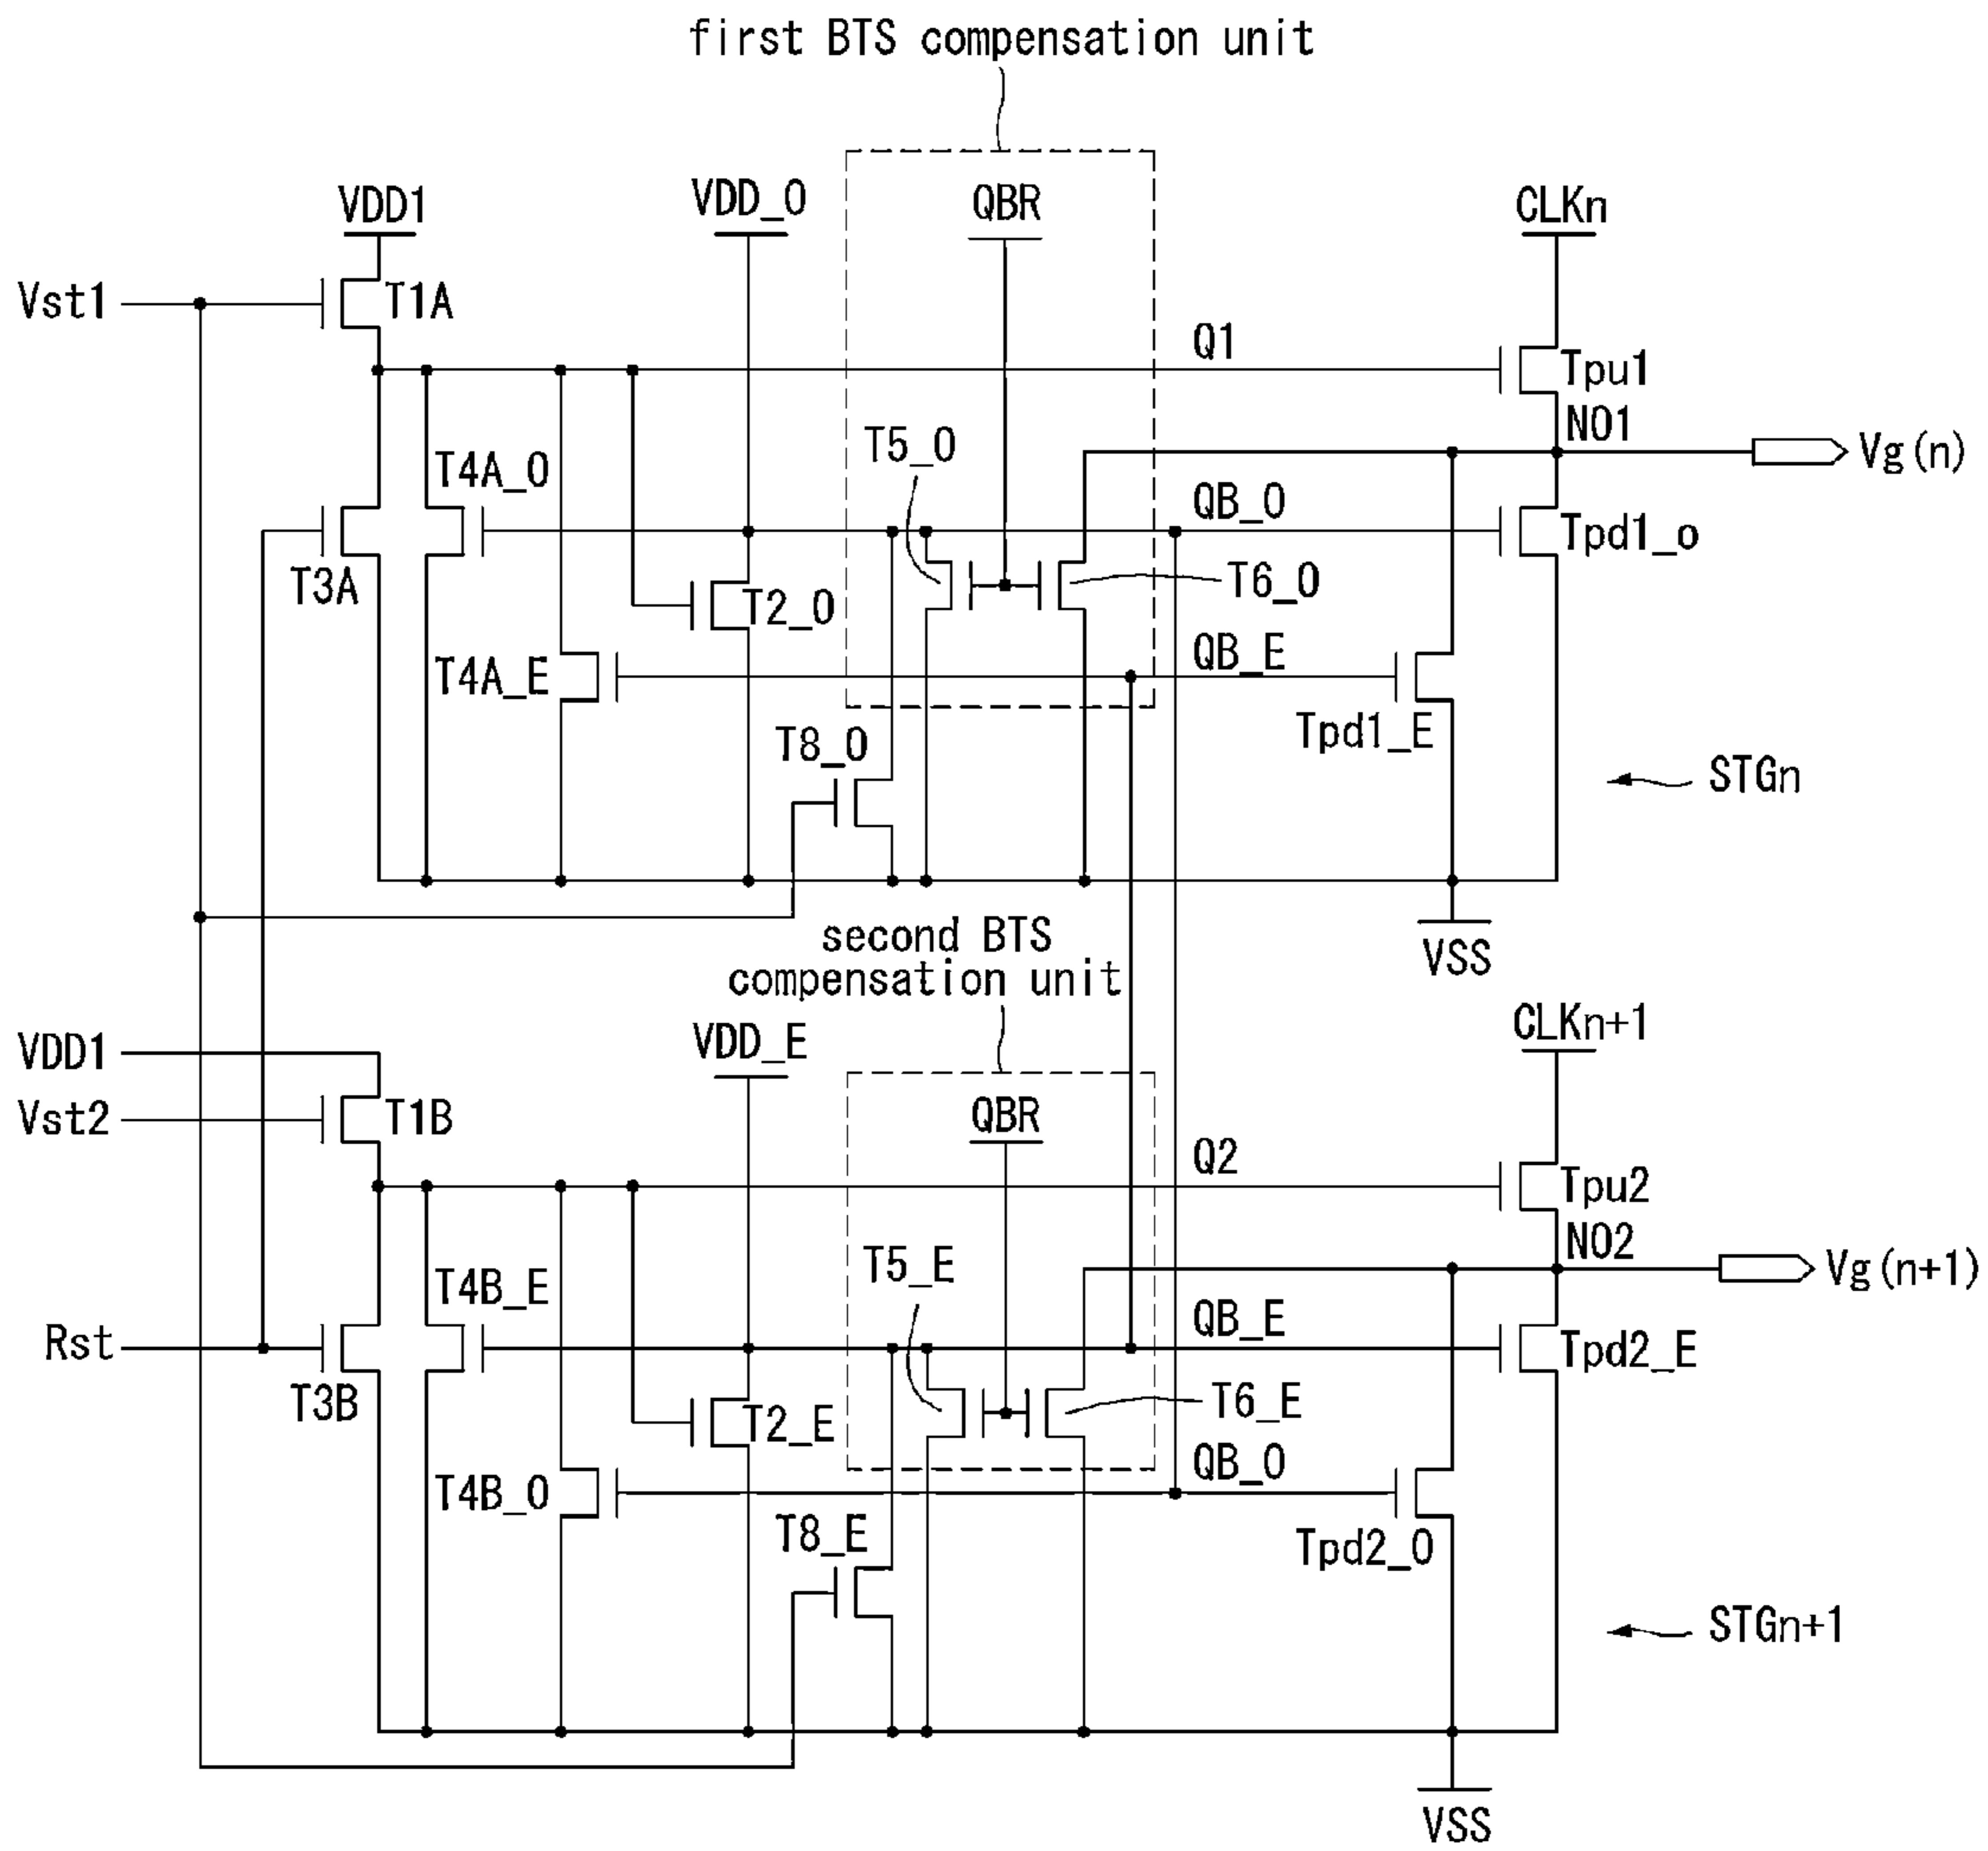 first BTS compensation unit
VDD1
VDD_O
QBR
CLKn
Vst1
T1A
Q1
Tpu1
NO1
Vg(n)
T4A_O
T5_O
QB_O
Tpd1_o
T3A
T2_O
T6_O
T4A_E
QB_E
Tpd1_E
T8_O
STGn
VSS
second BTS
compensation unit
CLKn+1
VDD1
VDD_E
Vst2
T1B
QBR
Q2
Tpu2
NO2
Vg(n+1)
T4B_E
T5_E
QB_E
Rst
Tpd2_E
T3B
T2_E
T6_E
T4B_O
QB_O
Tpd2_O
T8_E
STGn+1
VSS